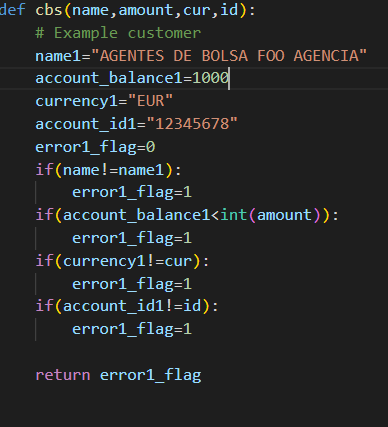 def cbs(name,amount,cur,id):
    # Example customer
    name1="AGENTES DE BOLSA FOO AGENCIA"
    account_balance1=1000
    currency1="EUR"
    account_id1="12345678"
    error1_flag=0
    if(name!=name1):
        error1_flag=1
    if(account_balance1<int(amount)):
        error1_flag=1
    if(currency1!=cur):
        error1_flag=1
    if(account_id1!=id):
        error1_flag=1

    return error1_flag